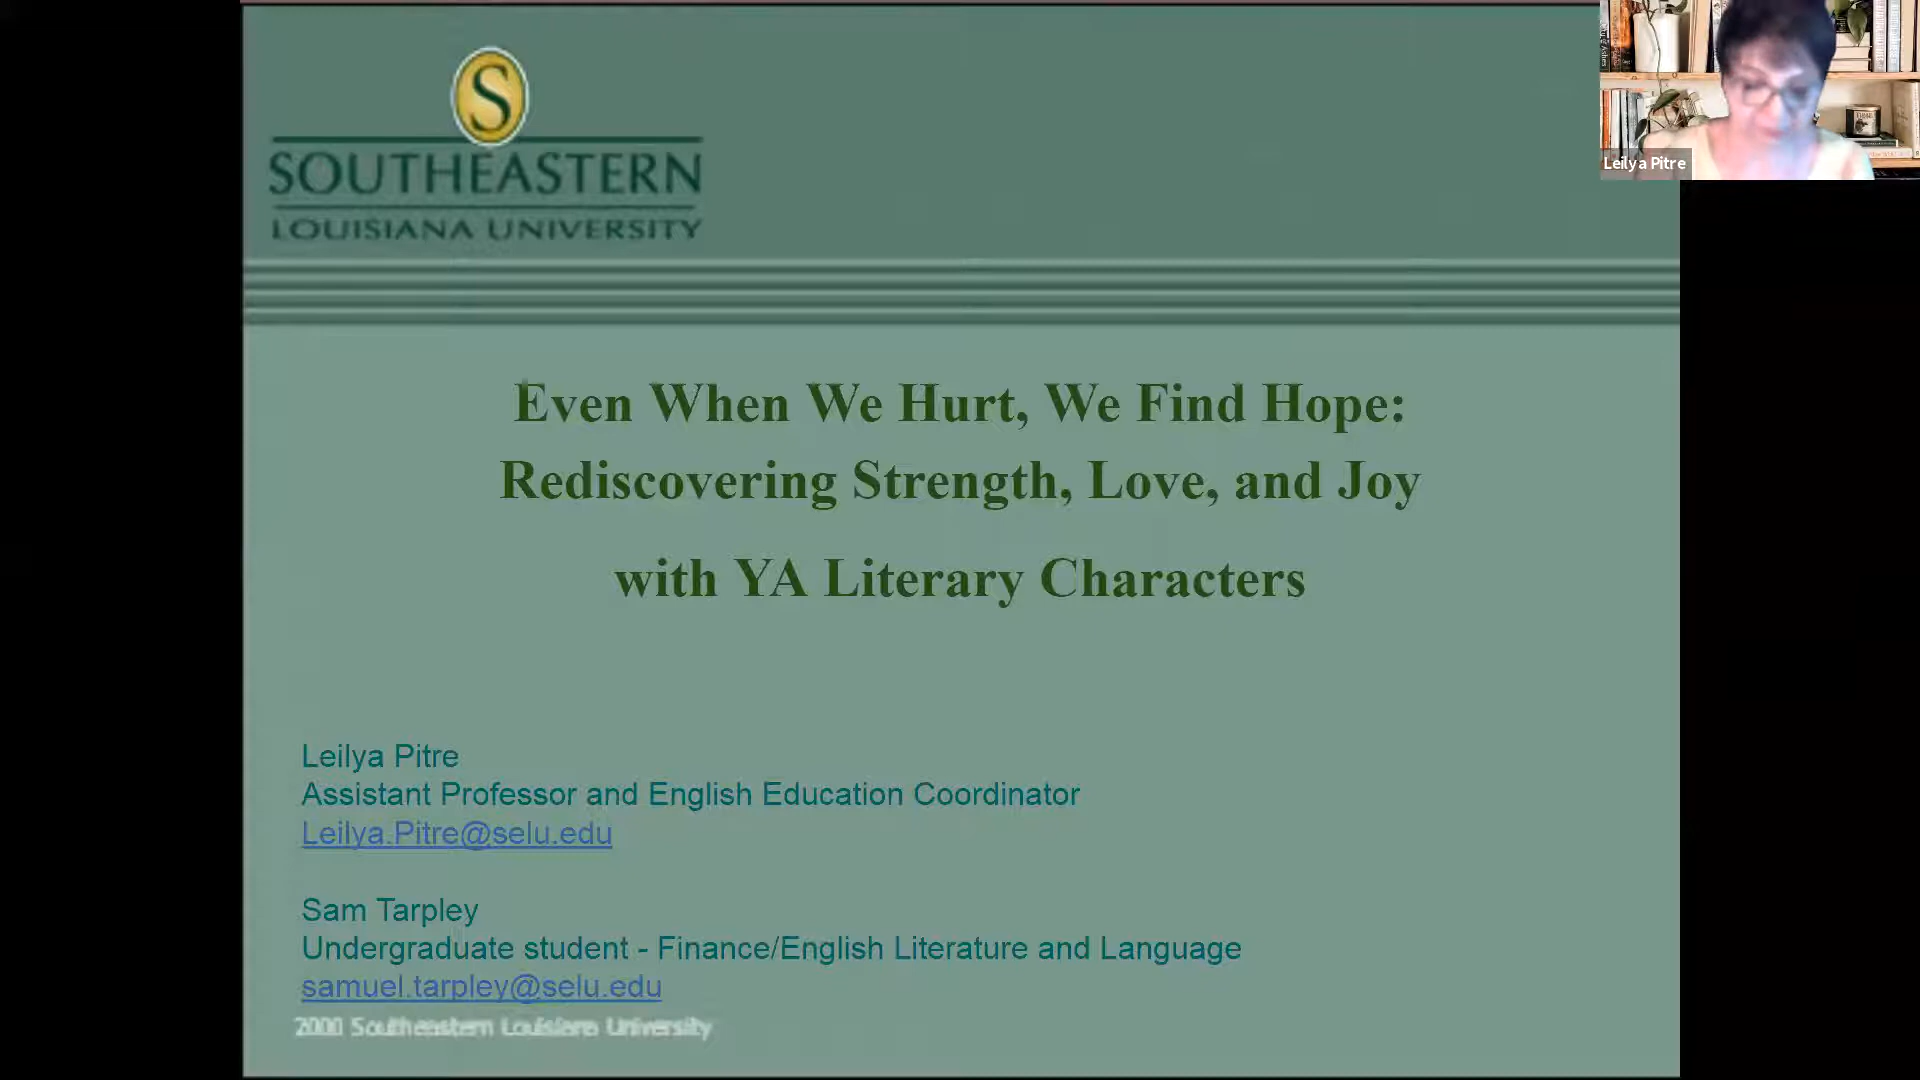 S
SOUTHEASTERN
LOUISIANA UNIVERSITY
Leilya Pitre
Even When We Hurt, We Find Hope:
Rediscovering Strength, Love, and Joy
with YA Literary Characters
Leilya Pitre
Assistant Professor and English Education Coordinator
Leilya.Pitre@selu.edu
Sam Tarpley
Undergraduate student - Finance/English Literature and Language
samuel.tarpley@selu.edu
2000 Southeastern Louisiana University